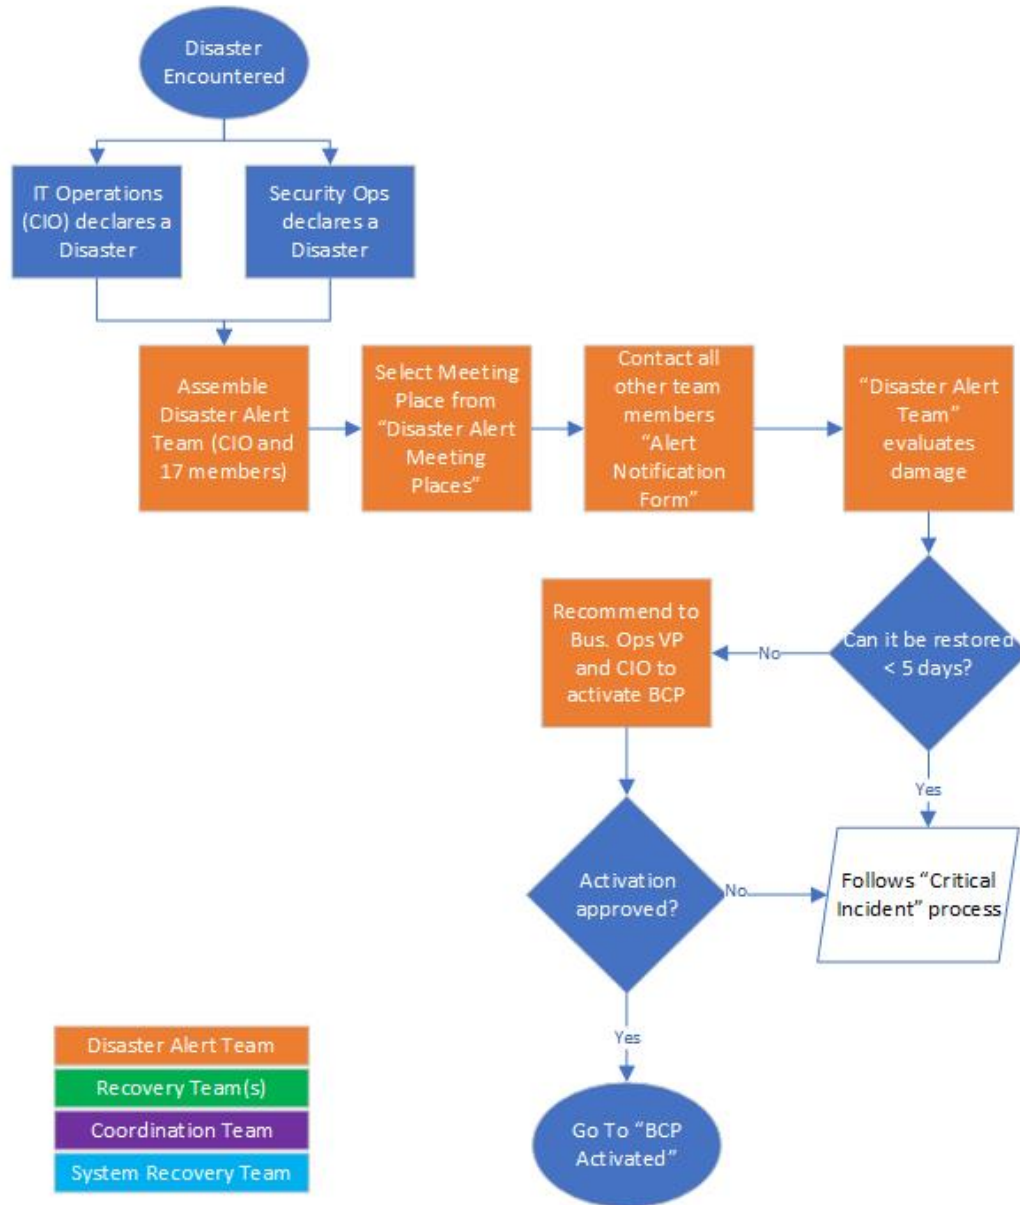 Disaster
Encountered
IT Operations
(CIO) declares a
Disaster
Security Ops
declares a
Disaster
Assemble
Disaster Alert
Team (CIO and
17 members)
Select Meeting
Place from
“Disaster Alert
Meeting
Places”
Contact all
other team
members
“Alert
Notification
Form”
“Disaster Alert
Team”
evaluates
damage
Can it be restored
< 5 days?
No
Recommend to
Bus. Ops VP
and CIO to
activate BCP
Yes
Activation
approved?
No
Follows “Critical
Incident” process
Yes
Go To “BCP
Activated”
Disaster Alert Team
Recovery Team(s)
Coordination Team
System Recovery Team